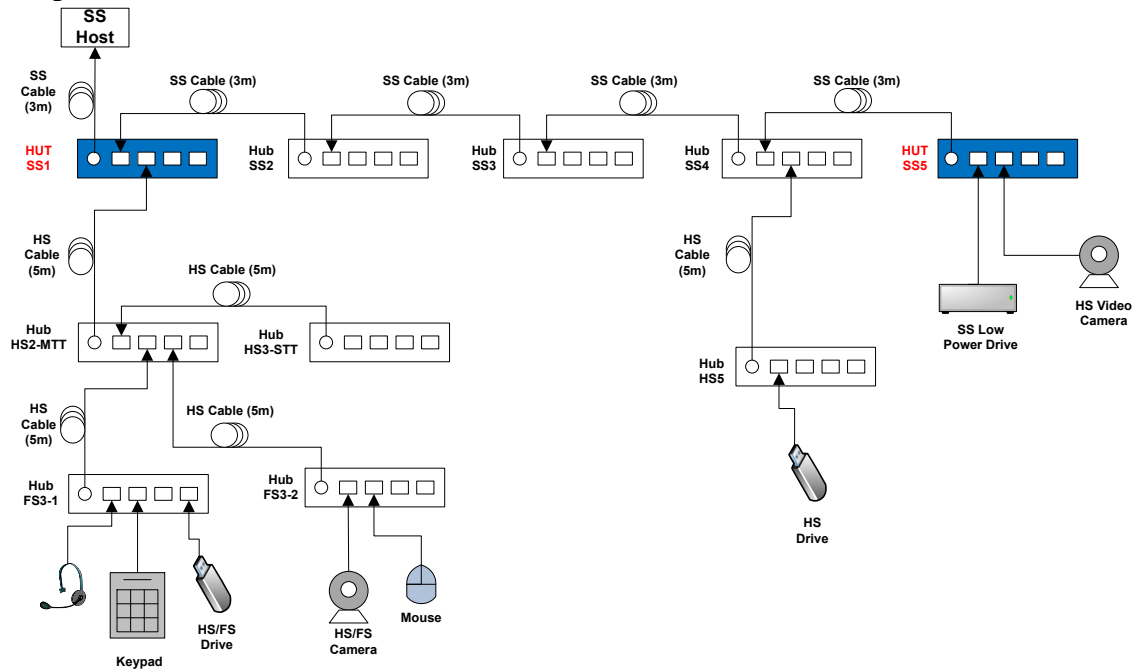 SS
Host
SS
Cable
(3m)
SS Cable (3m)
SS Cable (3m)
SS Cable (3m)
SS Cable (3m)
HUT
SS1
Hub
SS2
Hub
SS3
Hub
SS4
HUT
SS5
HS
Cable
(5m)
HS Cable (5m)
HS
Cable
(5m)
HS Video
Camera
SS Low
Power Drive
Hub
HS2-MTT
Hub
HS3-STT
Hub
HS5
HS
Cable
(5m)
HS Cable (5m)
Hub
FS3-1
Hub
FS3-2
HS
Drive
HS/FS
Drive
HS/FS
Camera
Mouse
Keypad